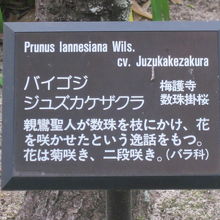 Prunus lannesiana Wils.
cv. Juzukakezakura
バイゴジ 梅護寺
ジュズカケザクラ 数珠掛桜
親鸞聖人が数珠を枝にかけ、花
を咲かせたという逸話をもつ。
花は菊咲き、二段咲き。(バラ科)